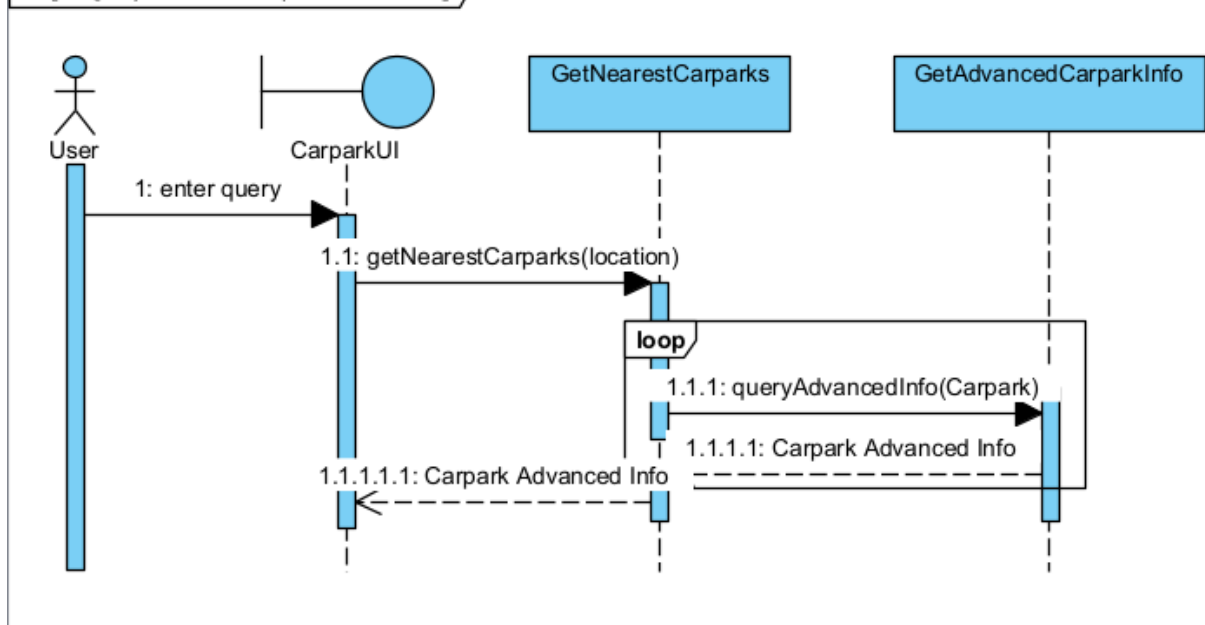 GetNearestCarparks
GetAdvancedCarparkInfo
User
CarparkUI
1: enter query
1.1: getNearestCarparks(location)
loop
1.1.1: queryAdvancedInfo(Carpark)
1.1.1.1: Carpark Advanced Info
1.1.1.1.1: Carpark Advanced Info